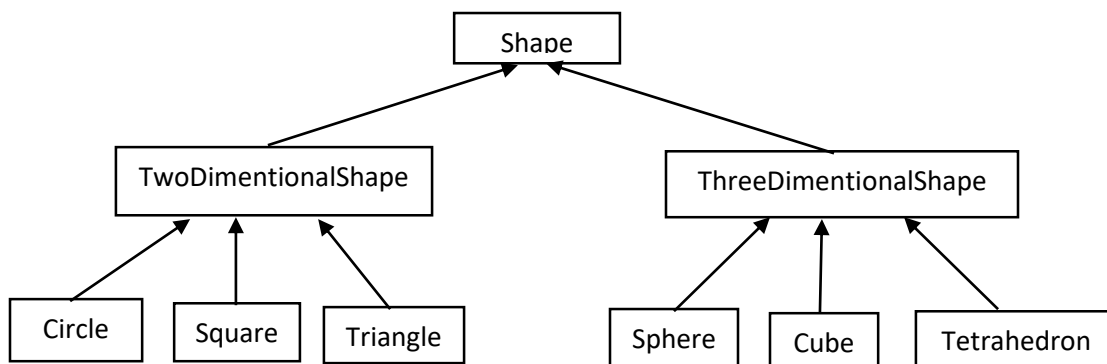 Shape
TwoDimentionalShape
ThreeDimentionalShape
Circle
Square
Triangle
Sphere
Cube
Tetrahedron